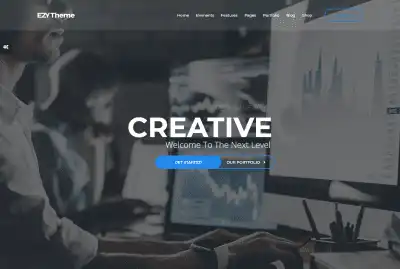 EZY Theme
Home Elements Features Pages Portfolio Blog Shop
CREATIVE
Welcome To The Next Level
GET STARTED
OUR PORTFOLIO